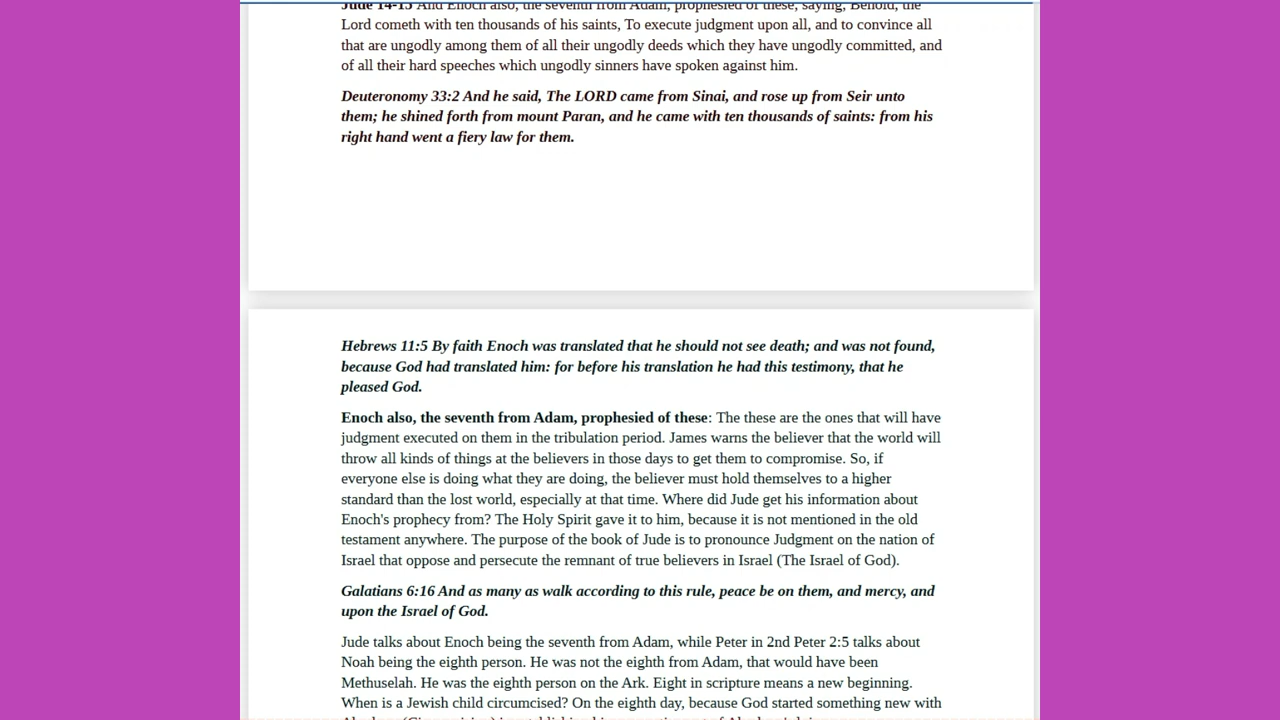 Jude 14-15 And Enoch also, the seventh from Adam, prophesied of these, saying, Behold, the
Lord cometh with ten thousands of his saints, To execute judgment upon all, and to convince all
that are ungodly among them of all their ungodly deeds which they have ungodly committed, and
of all their hard speeches which ungodly sinners have spoken against him.
Deuteronomy 33:2 And he said, The LORD came from Sinai, and rose up from Seir unto
them; he shined forth from mount Paran, and he came with ten thousands of saints: from his
right hand went a fiery law for them.
Hebrews 11:5 By faith Enoch was translated that he should not see death; and was not found,
because God had translated him: for before his translation he had this testimony, that he
pleased God.
Enoch also, the seventh from Adam, prophesied of these: The these are the ones that will have
judgment executed on them in the tribulation period. James warns the believer that the world will
throw all kinds of things at the believers in those days to get them to compromise. So, if
everyone else is doing what they are doing, the believer must hold themselves to a higher
standard than the lost world, especially at that time. Where did Jude get his information about
Enoch's prophecy from? The Holy Spirit gave it to him, because it is not mentioned in the old
testament anywhere. The purpose of the book of Jude is to pronounce Judgment on the nation of
Israel that oppose and persecute the remnant of true believers in Israel (The Israel of God).
Galatians 6:16 And as many as walk according to this rule, peace be on them, and mercy, and
upon the Israel of God.
Jude talks about Enoch being the seventh from Adam, while Peter in 2nd Peter 2:5 talks about
Noah being the eighth person. He was not the eighth from Adam, that would have been
Methuselah. He was the eighth person on the Ark. Eight in scripture means a new beginning.
When is a Jewish child circumcised? On the eighth day, because God started something new with